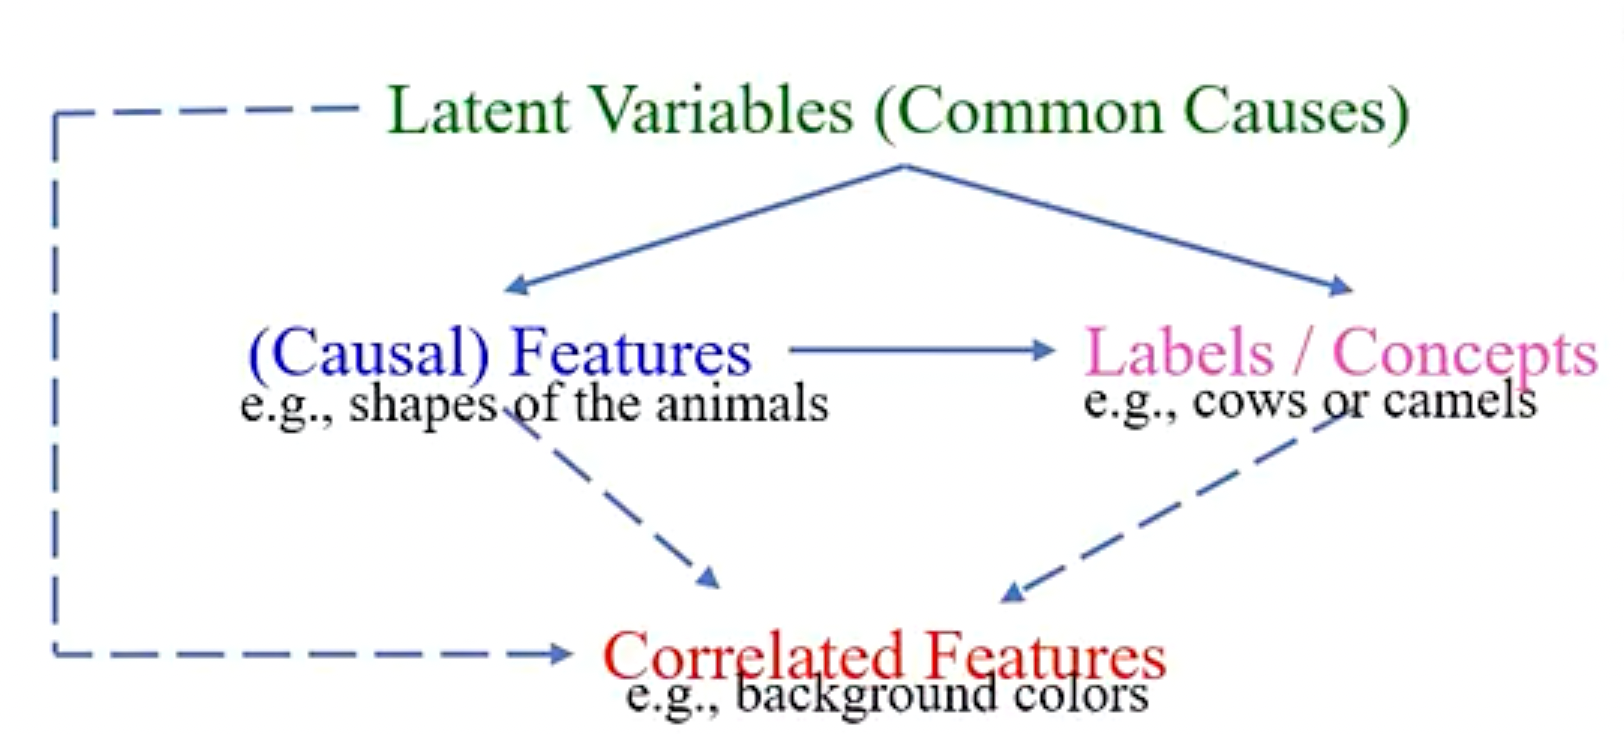 Latent Variables (Common Causes)
(Causal) Features
e.g., shapes of the animals
Labels / Concepts
e.g., cows or camels
Correlated Features
e.g., background colors